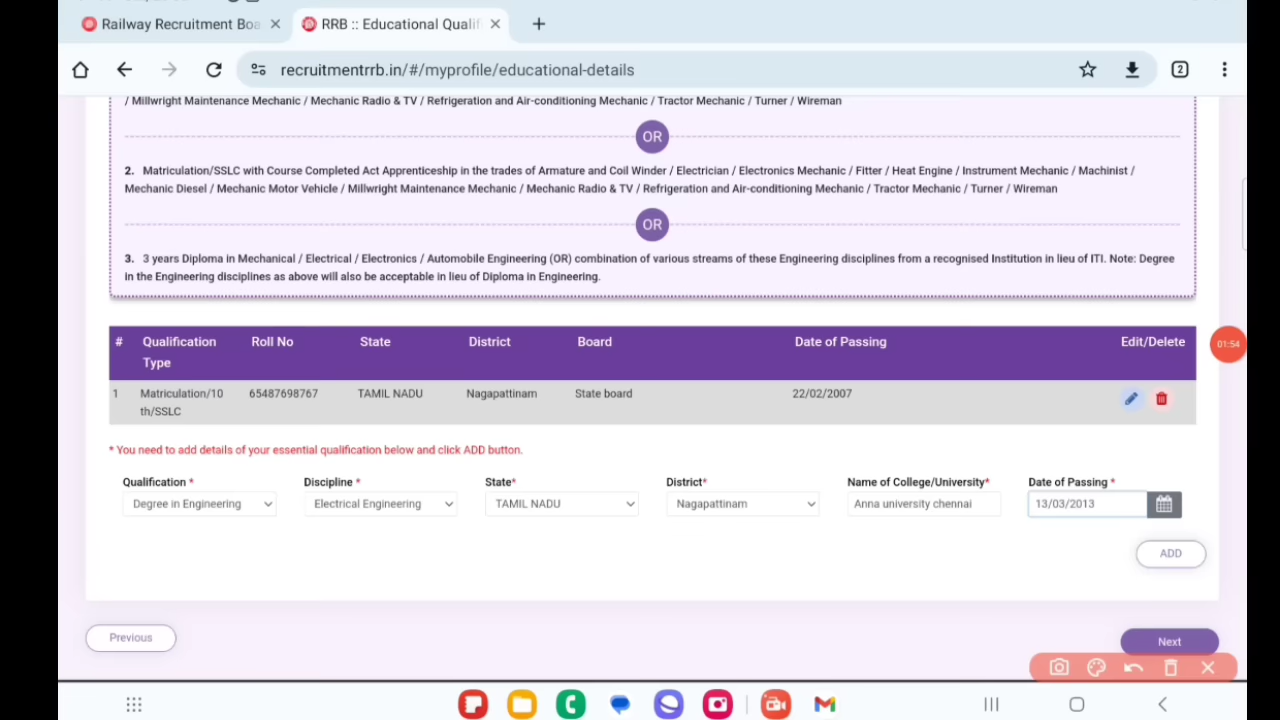 Railway Recruitment Boa
RRB :: Educational Qualif
recruitmentrrb.in/#/myprofile/educational-details
2
/ Millwright Maintenance Mechanic / Mechanic Radio & TV / Refrigeration and Air-conditioning Mechanic / Tractor Mechanic / Turner / Wireman
OR
2. Matriculation/SSLC with Course Completed Act Apprenticeship in the trades of Armature and Coil Winder / Electrician / Electronics Mechanic / Fitter / Heat Engine / Instrument Mechanic / Machinist /
Mechanic Diesel / Mechanic Motor Vehicle / Millwright Maintenance Mechanic / Mechanic Radio & TV / Refrigeration and Air-conditioning Mechanic / Tractor Mechanic / Turner / Wireman
OR
3. 3 years Diploma in Mechanical / Electrical / Electronics / Automobile Engineering (OR) combination of various streams of these Engineering disciplines from a recognised Institution in lieu of ITI. Note: Degree
in the Engineering disciplines as above will also be acceptable in lieu of Diploma in Engineering.
# Qualification Type Roll No State District Board Date of Passing Edit/Delete
01:54
1 Matriculation/10 65487698767 TAMIL NADU Nagapattinam State board 22/02/2007
th/SSLC
* You need to add details of your essential qualification below and click ADD button.
Qualification * Discipline * State* District* Name of College/University* Date of Passing *
Degree in Engineering Electrical Engineering TAMIL NADU Nagapattinam Anna university chennai 13/03/2013
ADD
Previous
Next